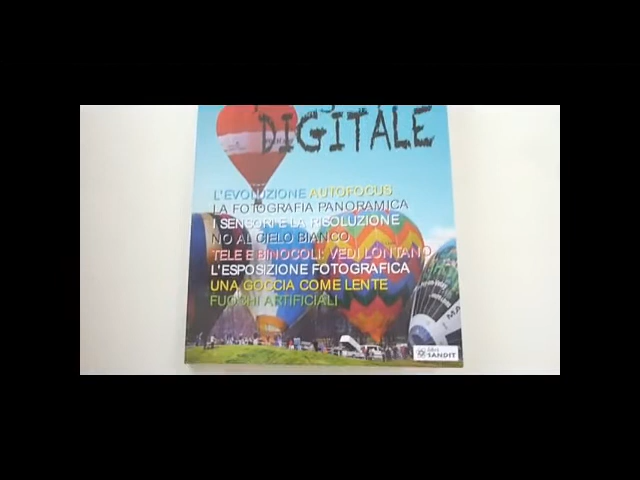 DIGITALE
L'EVOLUZIONE AUTOFOCUS
LA FOTOGRAFIA PANORAMICA
I SENSORI E LA RISOLUZIONE
NO AL CIELO BIANCO
TELE E BINOCOLI: VEDI LONTANO
L'ESPOSIZIONE FOTOGRAFICA
UNA GOCCIA COME LENTE
FUOCHI ARTIFICIALI
SANDIT